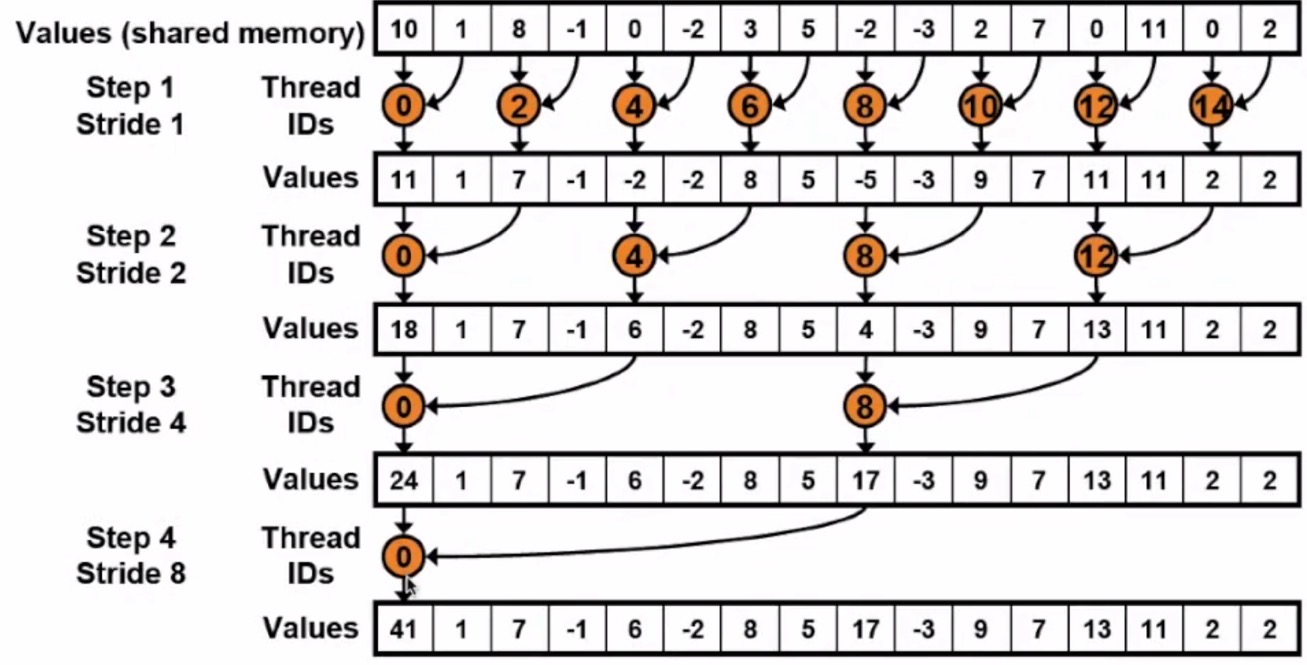 Values (shared memory) 10 1 8 -1 0 -2 3 5 -2 -3 2 7 0 11 0 2
Step 1 Thread 0 2 4 6 8 10 12 14
Stride 1 IDs
Values 11 1 7 -1 -2 -2 8 5 -5 -3 9 7 11 11 2 2
Step 2 Thread 0 4 8 12
Stride 2 IDs
Values 18 1 7 -1 6 -2 8 5 4 -3 9 7 13 11 2 2
Step 3 Thread 0 8
Stride 4 IDs
Values 24 1 7 -1 6 -2 8 5 17 -3 9 7 13 11 2 2
Step 4 Thread 0
Stride 8 IDs
Values 41 1 7 -1 6 -2 8 5 17 -3 9 7 13 11 2 2